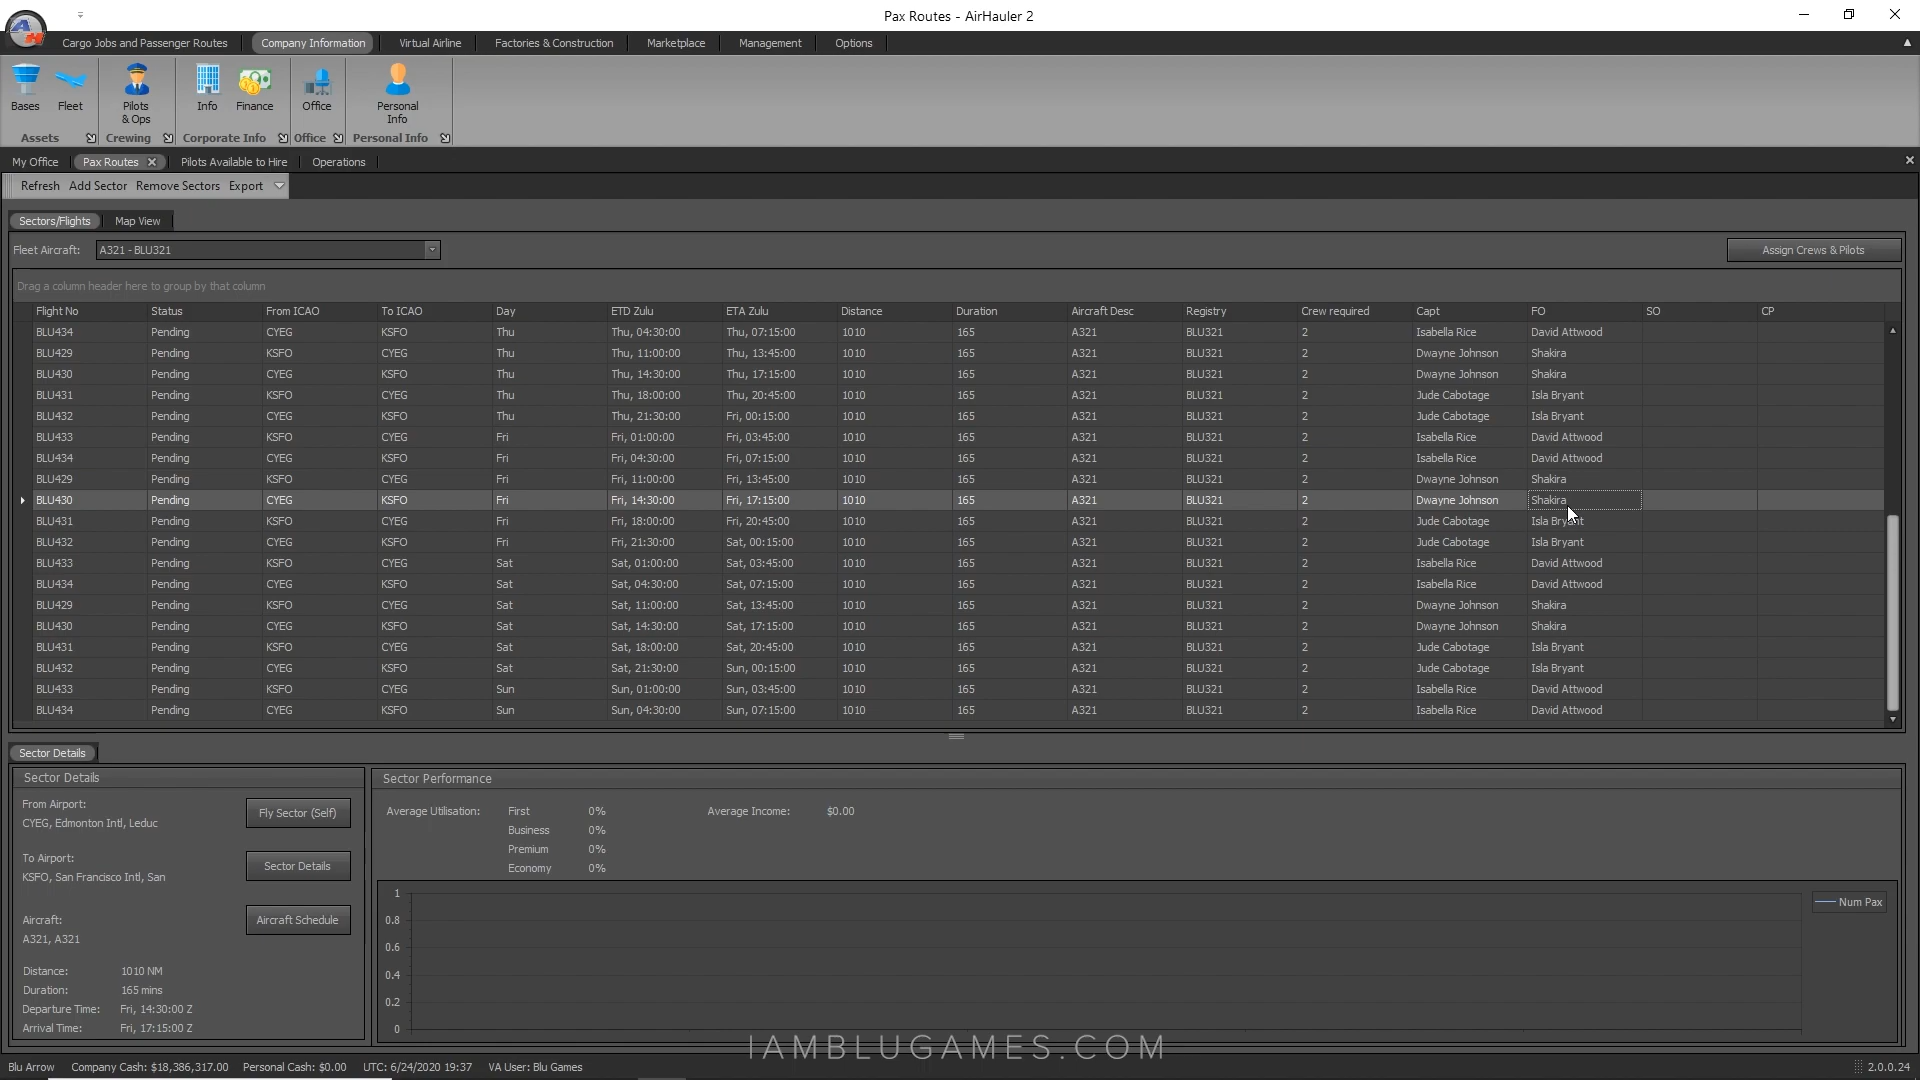 Pax Routes - AirHauler 2
Cargo Jobs and Passenger Routes Company Information Virtual Airline Factories & Construction Marketplace Management Options
Bases Fleet Pilots & Ops Info Finance Office Personal Info
Assets Crewing Corporate Info Office Personal Info
My Office Pax Routes Pilots Available to Hire Operations
Refresh Add Sector Remove Sectors Export
Sectors/Flights Map View
Fleet Aircraft: A321 - BLU321 Assign Crews & Pilots
Drag a column header here to group by that column
Flight No Status From ICAO To ICAO Day ETD Zulu ETA Zulu Distance Duration Aircraft Desc Registry Crew required Capt FO SO CP
BLU434 Pending CYEG KSFO Thu Thu, 04:30:00 Thu, 07:15:00 1010 165 A321 BLU321 2 Isabella Rice David Attwood
BLU429 Pending KSFO CYEG Thu Thu, 11:00:00 Thu, 13:45:00 1010 165 A321 BLU321 2 Dwayne Johnson Shakira
BLU430 Pending CYEG KSFO Thu Thu, 14:30:00 Thu, 17:15:00 1010 165 A321 BLU321 2 Dwayne Johnson Shakira
BLU431 Pending KSFO CYEG Thu Thu, 18:00:00 Thu, 20:45:00 1010 165 A321 BLU321 2 Jude Cabotage Isla Bryant
BLU432 Pending CYEG KSFO Thu Thu, 21:30:00 Fri, 00:15:00 1010 165 A321 BLU321 2 Jude Cabotage Isla Bryant
BLU433 Pending KSFO CYEG Fri Fri, 01:00:00 Fri, 03:45:00 1010 165 A321 BLU321 2 Isabella Rice David Attwood
BLU434 Pending CYEG KSFO Fri Fri, 04:30:00 Fri, 07:15:00 1010 165 A321 BLU321 2 Isabella Rice David Attwood
BLU429 Pending KSFO CYEG Fri Fri, 11:00:00 Fri, 13:45:00 1010 165 A321 BLU321 2 Dwayne Johnson Shakira
BLU430 Pending CYEG KSFO Fri Fri, 14:30:00 Fri, 17:15:00 1010 165 A321 BLU321 2 Dwayne Johnson Shakira
BLU431 Pending KSFO CYEG Fri Fri, 18:00:00 Fri, 20:45:00 1010 165 A321 BLU321 2 Jude Cabotage Isla Bryant
BLU432 Pending CYEG KSFO Fri Fri, 21:30:00 Sat, 00:15:00 1010 165 A321 BLU321 2 Jude Cabotage Isla Bryant
BLU433 Pending KSFO CYEG Sat Sat, 01:00:00 Sat, 03:45:00 1010 165 A321 BLU321 2 Isabella Rice David Attwood
BLU434 Pending CYEG KSFO Sat Sat, 04:30:00 Sat, 07:15:00 1010 165 A321 BLU321 2 Isabella Rice David Attwood
BLU429 Pending KSFO CYEG Sat Sat, 11:00:00 Sat, 13:45:00 1010 165 A321 BLU321 2 Dwayne Johnson Shakira
BLU430 Pending CYEG KSFO Sat Sat, 14:30:00 Sat, 17:15:00 1010 165 A321 BLU321 2 Dwayne Johnson Shakira
BLU431 Pending KSFO CYEG Sat Sat, 18:00:00 Sat, 20:45:00 1010 165 A321 BLU321 2 Jude Cabotage Isla Bryant
BLU432 Pending CYEG KSFO Sat Sat, 21:30:00 Sun, 00:15:00 1010 165 A321 BLU321 2 Jude Cabotage Isla Bryant
BLU433 Pending KSFO CYEG Sun Sun, 01:00:00 Sun, 03:45:00 1010 165 A321 BLU321 2 Isabella Rice David Attwood
BLU434 Pending CYEG KSFO Sun Sun, 04:30:00 Sun, 07:15:00 1010 165 A321 BLU321 2 Isabella Rice David Attwood
Sector Details
Sector Details
From Airport:
CYEG, Edmonton Intl, Leduc
Fly Sector (Self)
To Airport:
KSFO, San Francisco Intl, San
Sector Details
Aircraft:
A321, A321
Aircraft Schedule
Distance: 1010 NM
Duration: 165 mins
Departure Time: Fri, 14:30:00 Z
Arrival Time: Fri, 17:15:00 Z
Sector Performance
Average Utilisation: First 0% Average Income: $0.00
Business 0%
Premium 0%
Economy 0%
1
0.8
0.6
0.4
0.2
0
Num Pax
IAMBLUGAMES.COM
Blu Arrow Company Cash: $18,386,317.00 Personal Cash: $0.00 UTC: 6/24/2020 19:37 VA User: Blu Games 2.0.0.24